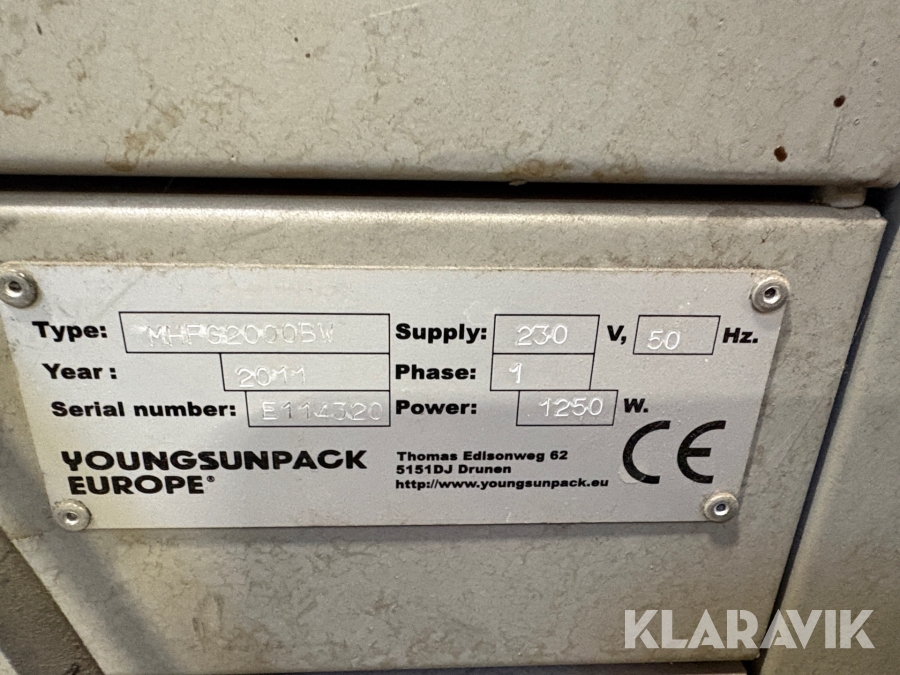 Type: MHFG2000BW Supply: 230 V, 50 Hz.
Year: 2011 Phase: 1
Serial number: E114320 Power: 1250 W.
YOUNGSUNPACK
EUROPE®
Thomas Edisonweg 62
5151DJ Drunen
http://www.youngsunpack.eu
CE
KLARAVIK